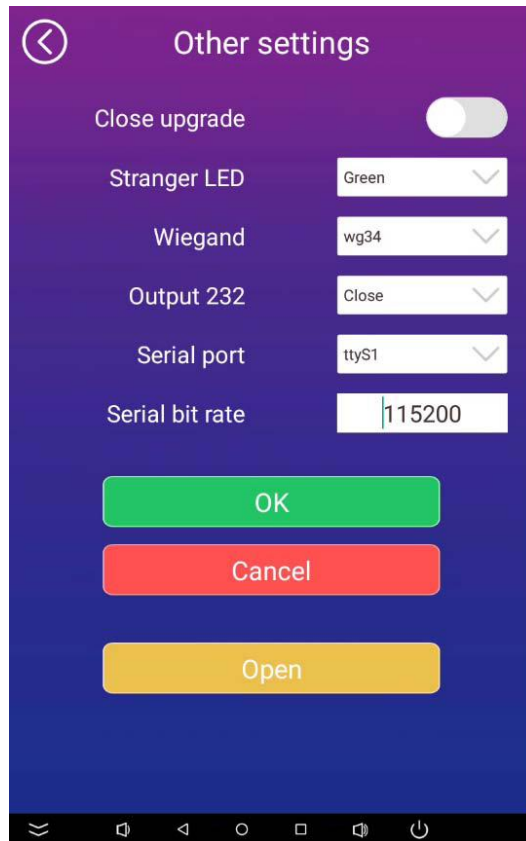 Other settings
Close upgrade
Stranger LED Green
Wiegand wg34
Output 232 Close
Serial port ttyS1
Serial bit rate 115200
OK
Cancel
Open